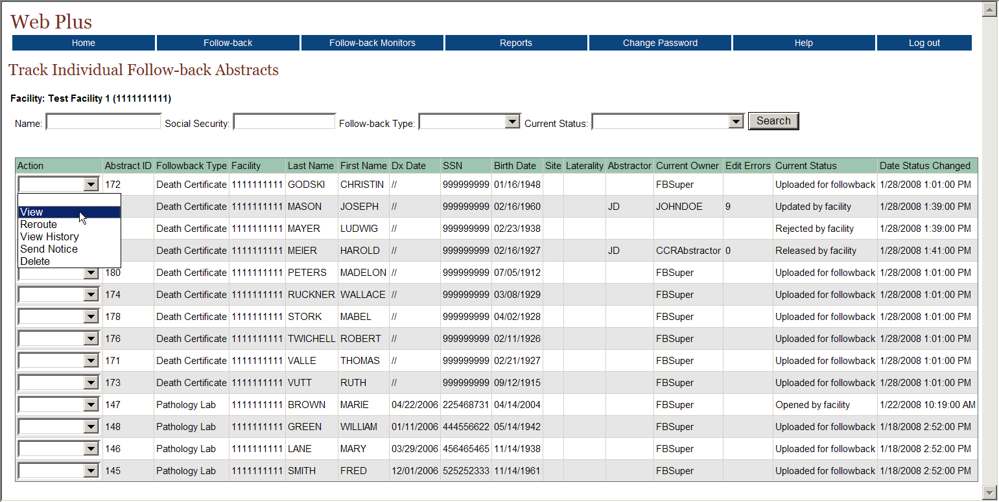 Web Plus
Home Follow-back Follow-back Monitors Reports Change Password Help Log out
Track Individual Follow-back Abstracts
Facility: Test Facility 1 (1111111111)
Name: Social Security: Follow-back Type: Current Status: Search
Action Abstract ID Followback Type Facility Last Name First Name Dx Date SSN Birth Date Site Laterality Abstractor Current Owner Edit Errors Current Status Date Status Changed
172 Death Certificate 1111111111 GODSKI CHRISTIN // 999999999 01/16/1948 FBSuper Uploaded for followback 1/28/2008 1:01:00 PM
Death Certificate 1111111111 MASON JOSEPH // 999999999 02/16/1960 JD JOHNDOE 9 Updated by facility 1/28/2008 1:39:00 PM
View
Reroute
Death Certificate 1111111111 MAYER LUDWIG // 999999999 02/23/1938 Rejected by facility 1/28/2008 1:39:00 PM
View History
Send Notice
Death Certificate 1111111111 MEIER HAROLD // 999999999 02/16/1927 JD CCRAbstractor 0 Released by facility 1/28/2008 1:41:00 PM
Delete
180 Death Certificate 1111111111 PETERS MADELON // 999999999 07/05/1912 FBSuper Uploaded for followback 1/28/2008 1:01:00 PM
174 Death Certificate 1111111111 RUCKNER WALLACE // 999999999 03/08/1929 FBSuper Uploaded for followback 1/28/2008 1:01:00 PM
178 Death Certificate 1111111111 STORK MABEL // 999999999 04/02/1928 FBSuper Uploaded for followback 1/28/2008 1:01:00 PM
176 Death Certificate 1111111111 TWICHELL ROBERT // 999999999 02/11/1926 FBSuper Uploaded for followback 1/28/2008 1:01:00 PM
171 Death Certificate 1111111111 VALLE THOMAS // 999999999 02/21/1927 FBSuper Uploaded for followback 1/28/2008 1:01:00 PM
173 Death Certificate 1111111111 VUTT RUTH // 999999999 09/12/1915 FBSuper Uploaded for followback 1/28/2008 1:01:00 PM
147 Pathology Lab 1111111111 BROWN MARIE 04/22/2006 225468731 04/14/2004 FBSuper Opened by facility 1/22/2008 10:19:00 AM
148 Pathology Lab 1111111111 GREEN WILLIAM 01/11/2006 444556622 05/14/1942 FBSuper Uploaded for followback 1/18/2008 2:52:00 PM
146 Pathology Lab 1111111111 LANE MARY 03/29/2006 456465465 11/14/1938 FBSuper Uploaded for followback 1/18/2008 2:52:00 PM
145 Pathology Lab 1111111111 SMITH FRED 12/01/2006 525252333 11/14/1961 FBSuper Uploaded for followback 1/18/2008 2:52:00 PM